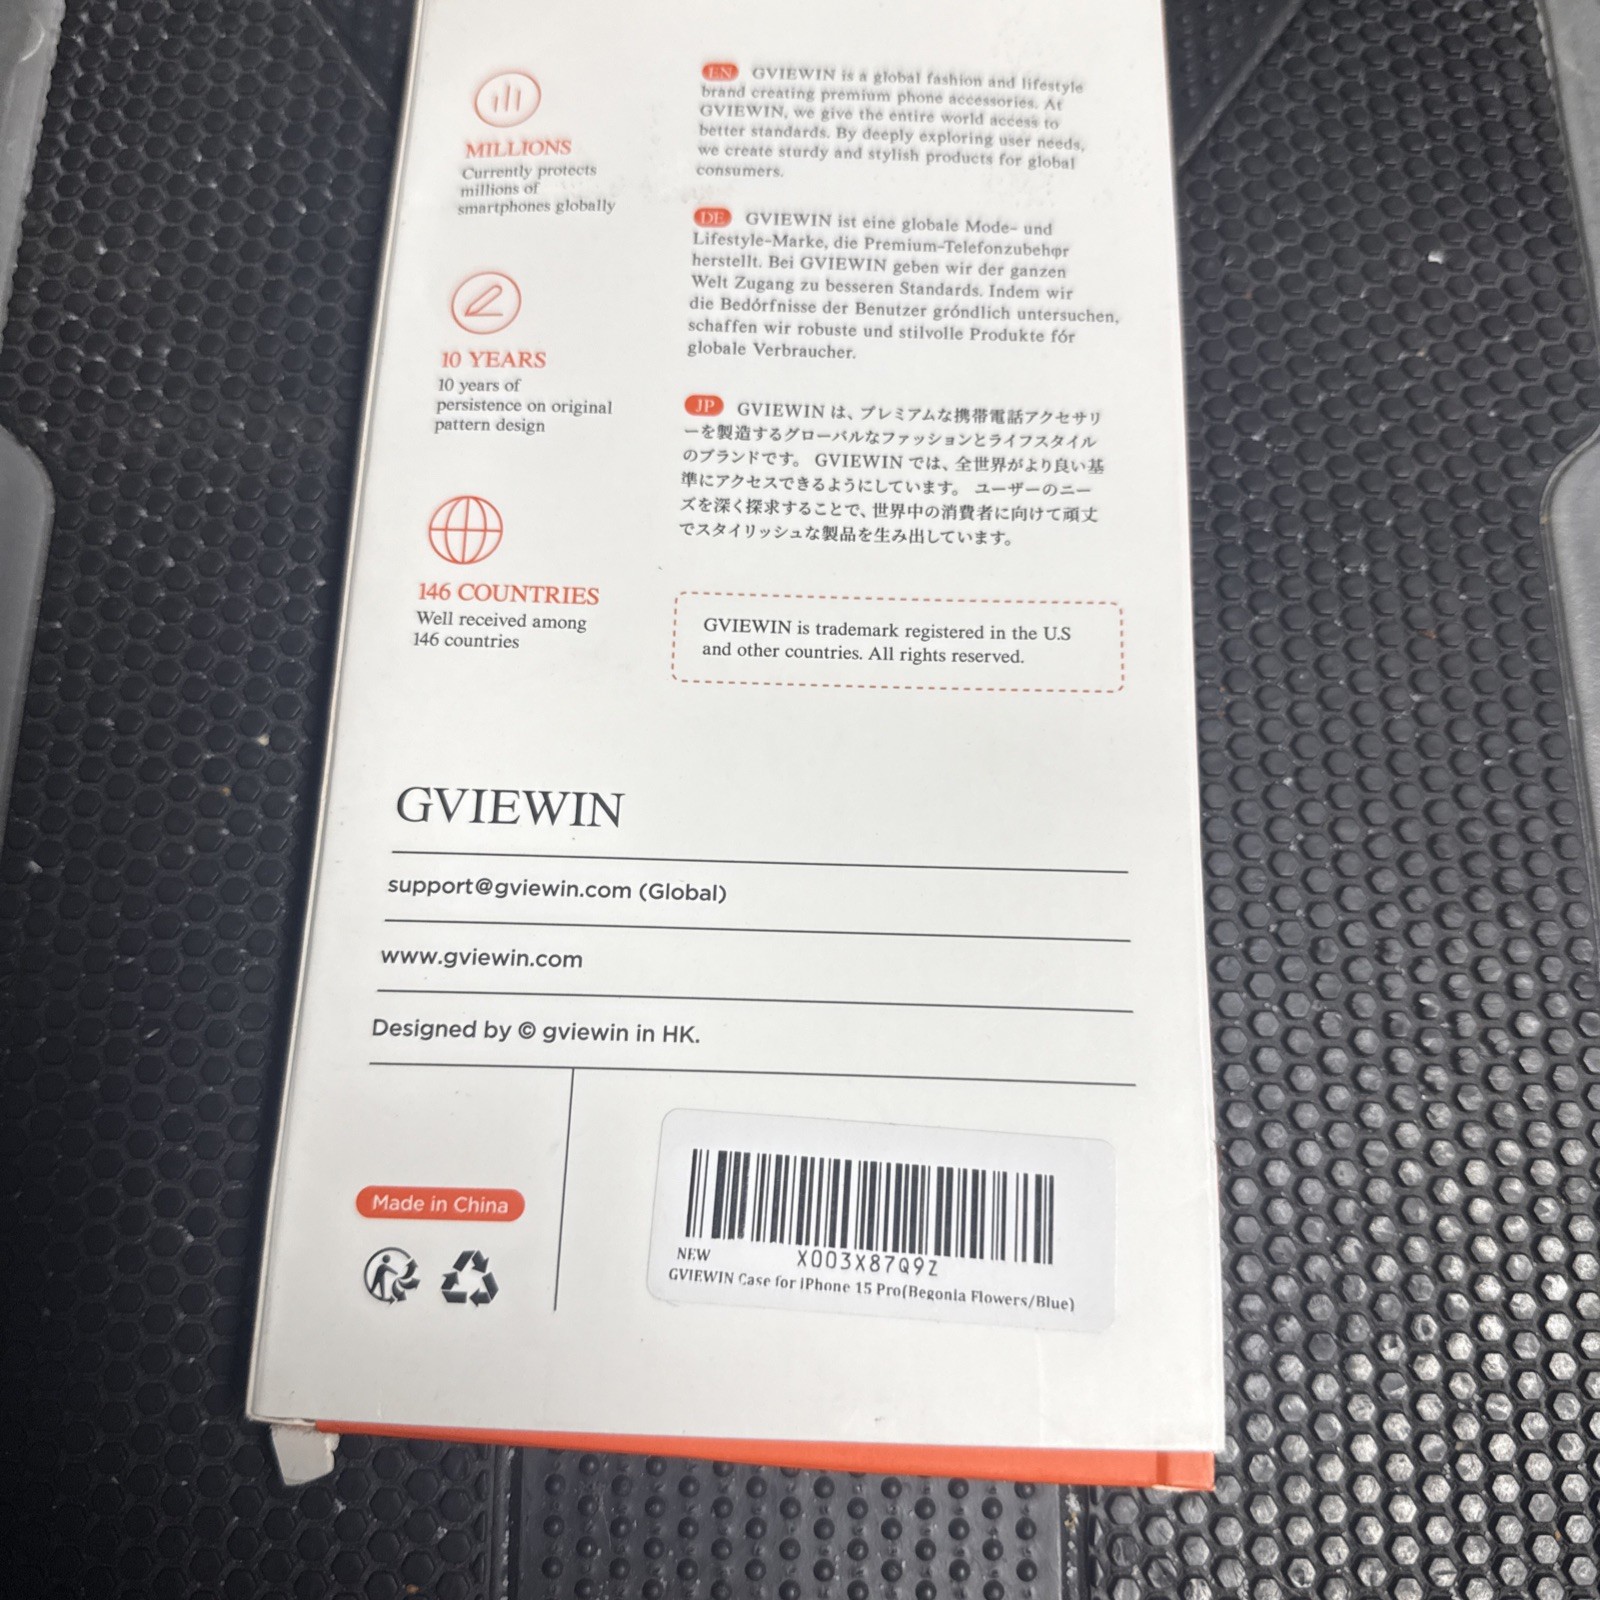 MILLIONS
Currently protects
millions of
smartphones globally
10 YEARS
10 years of
persistence on original
pattern design
146 COUNTRIES
Well received among
146 countries
EN GVIEWIN is a global fashion and lifestyle
brand creating premium phone accessories. At
GVIEWIN, we give the entire world access to
better standards. By deeply exploring user needs,
we create sturdy and stylish products for global
consumers.
DE GVIEWIN ist eine globale Mode- und
Lifestyle-Marke, die Premium-Telefonzubehφr
herstellt. Bei GVIEWIN geben wir der ganzen
Welt Zugang zu besseren Standards. Indem wir
die Bedórfnisse der Benutzer gróndlich untersuchen,
schaffen wir robuste und stilvolle Produkte fór
globale Verbraucher.
JP GVIEWIN は、プレミアムな携帯電話アクセサリ
ーを製造するグローバルなファッションとライフスタイル
のブランドです。 GVIEWIN では、全世界がより良い基
準にアクセスできるようにしています。 ユーザーのニー
ズを深く探求することで、世界中の消費者に向けて頑丈
でスタイリッシュな製品を生み出しています。
GVIEWIN is trademark registered in the U.S
and other countries. All rights reserved.
GVIEWIN
support@gviewin.com (Global)
www.gviewin.com
Designed by © gviewin in HK.
Made in China
X003X87Q9Z
NEW
GVIEWIN Case for iPhone 15 Pro(Begonia Flowers/Blue)